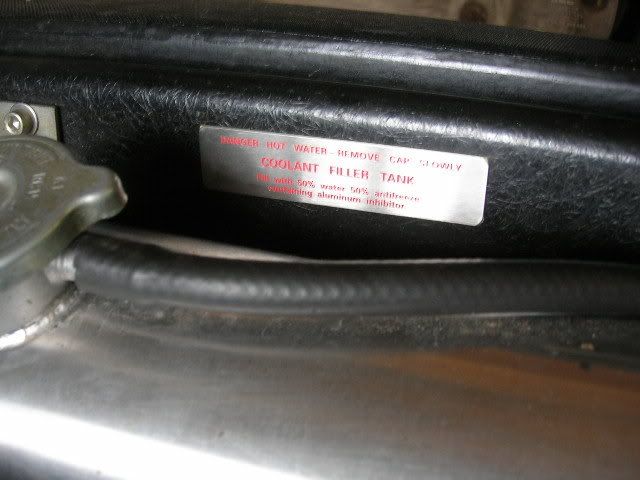 DANGER HOT WATER - REMOVE CAP SLOWLY
COOLANT FILLER TANK
fill with 50% water 50% antifreeze
containing aluminum inhibitor